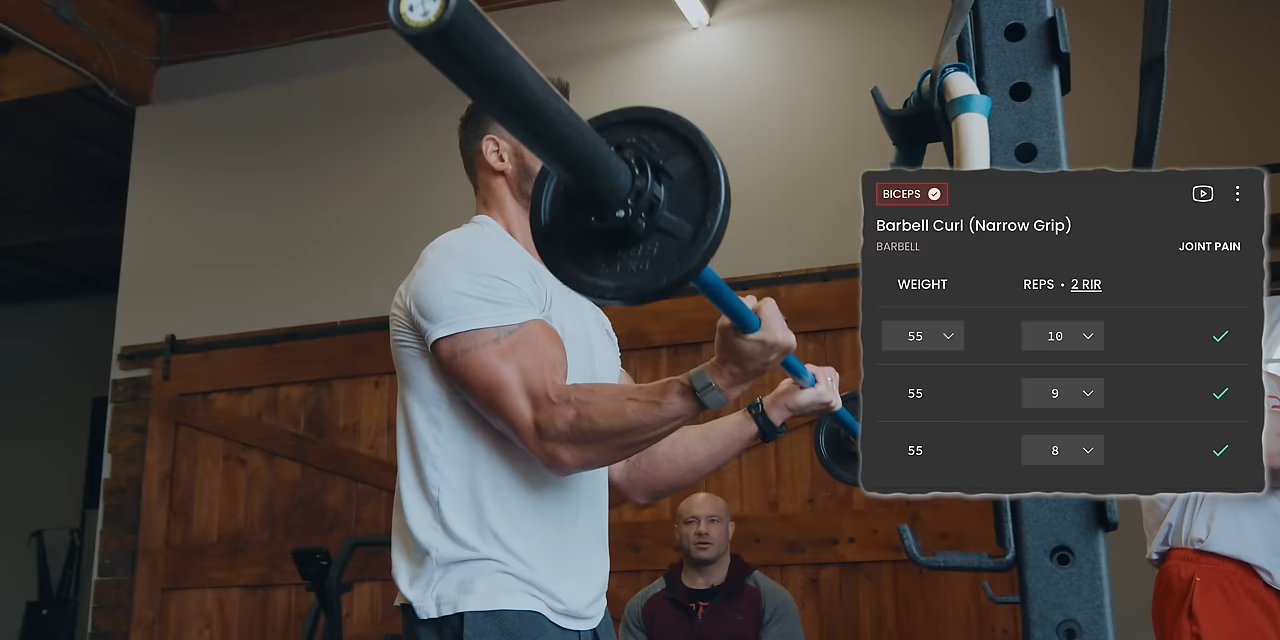 BICEPS
Barbell Curl (Narrow Grip)
BARBELL JOINT PAIN
WEIGHT REPS • 2 RIR
55 10
55 9
55 8